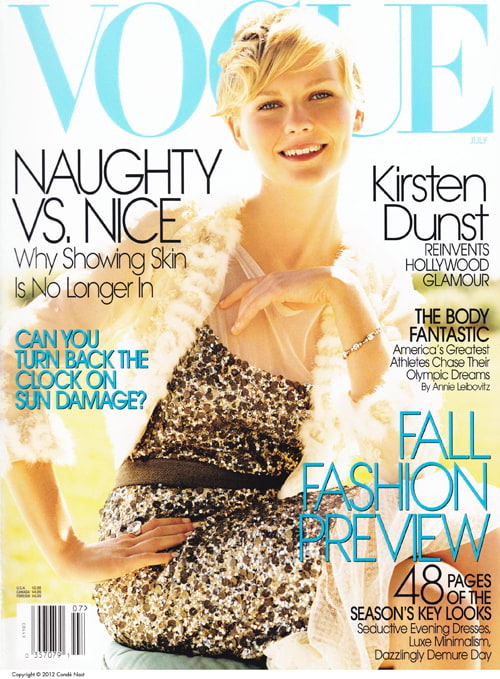 VOGUE
JULY
NAUGHTY
VS. NICE
Why Showing Skin
Is No Longer In
Kirsten
Dunst
REINVENTS
HOLLYWOOD
GLAMOUR
THE BODY
FANTASTIC
America's Greatest
Athletes Chase Their
Olympic Dreams
By Annie Leibovitz
CAN YOU
TURN BACK THE
CLOCK ON
SUN DAMAGE?
FALL
FASHION
PREVIEW
48 PAGES
OF THE
SEASON'S KEY LOOKS
Seductive Evening Dresses,
Luxe Minimalism,
Dazzlingly Demure Day
07>
Copyright © 2012 Condé Nast